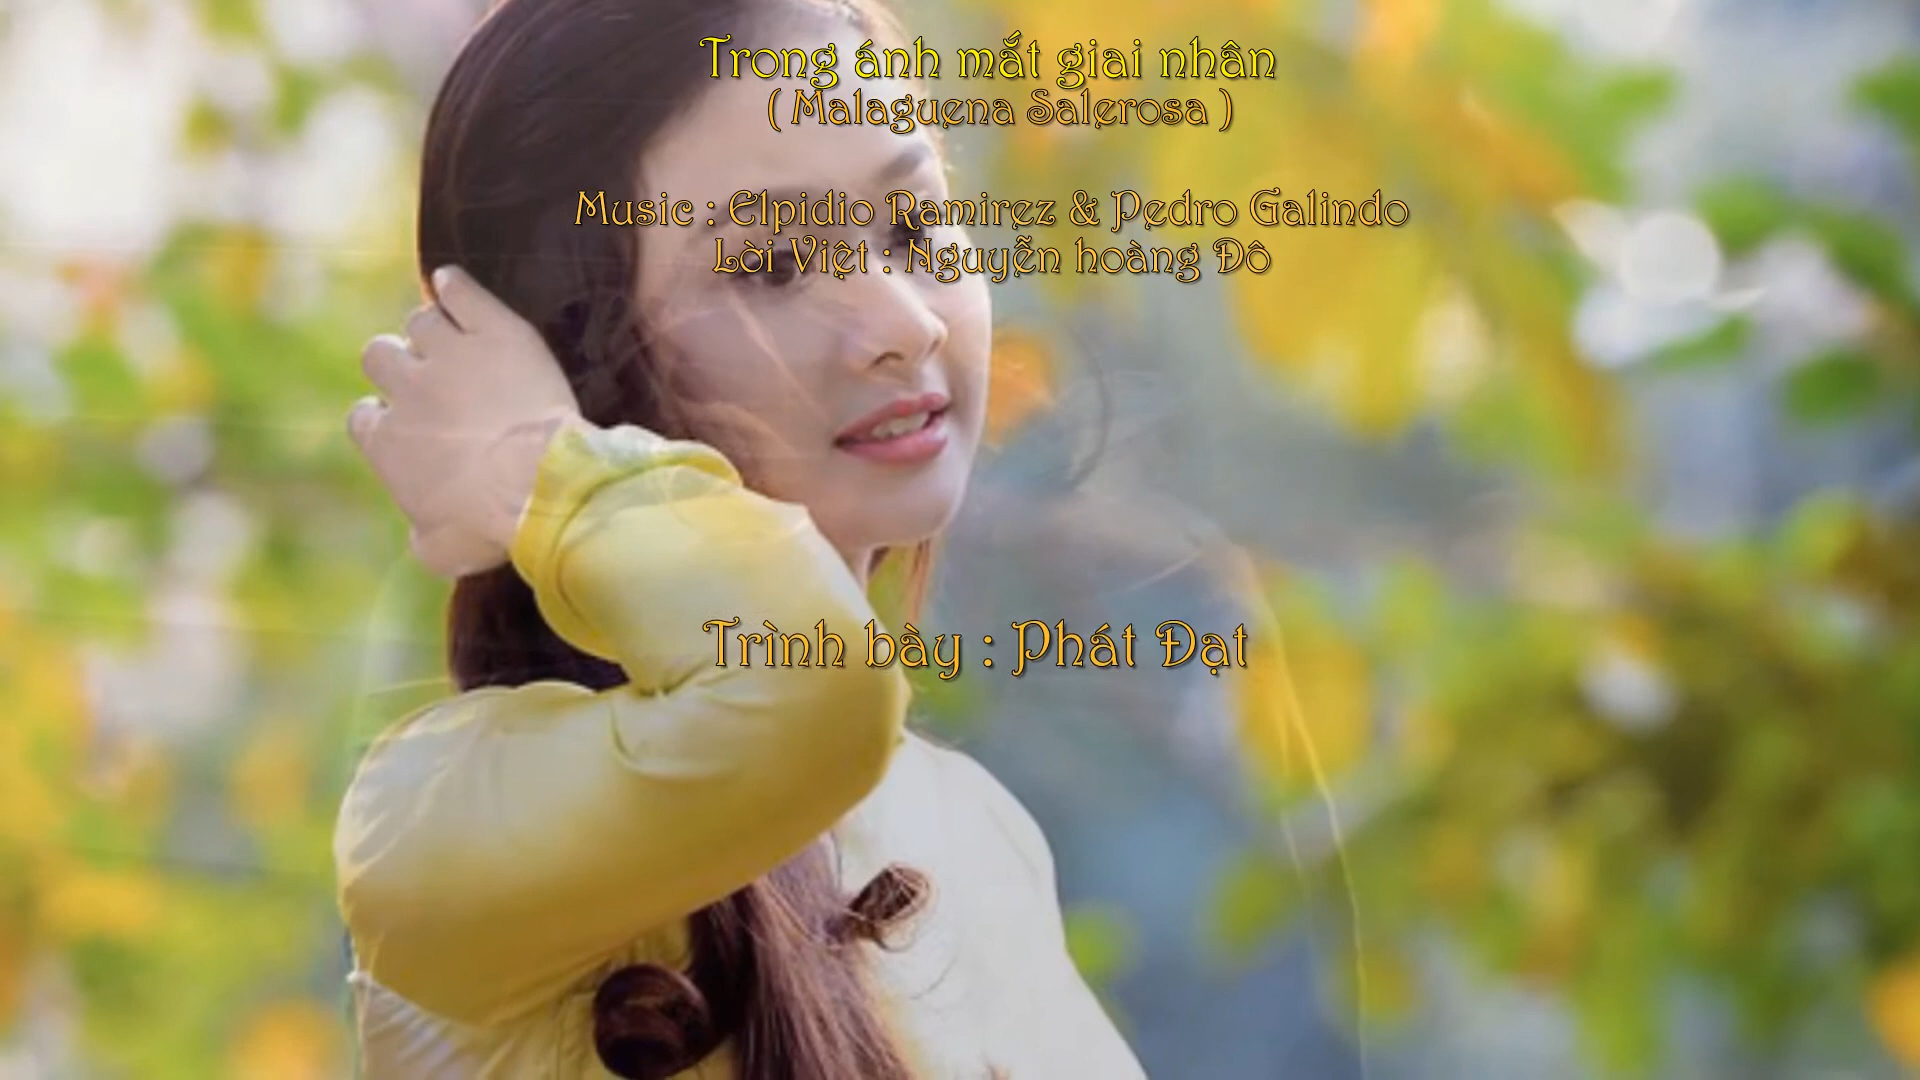 Trong ánh mắt giai nhân
( Malaguena Salerosa )
Music : Elpidio Ramirez & Pedro Galindo
Lời Việt : Nguyễn hoàng Đô
Trình bày : Phát Đạt